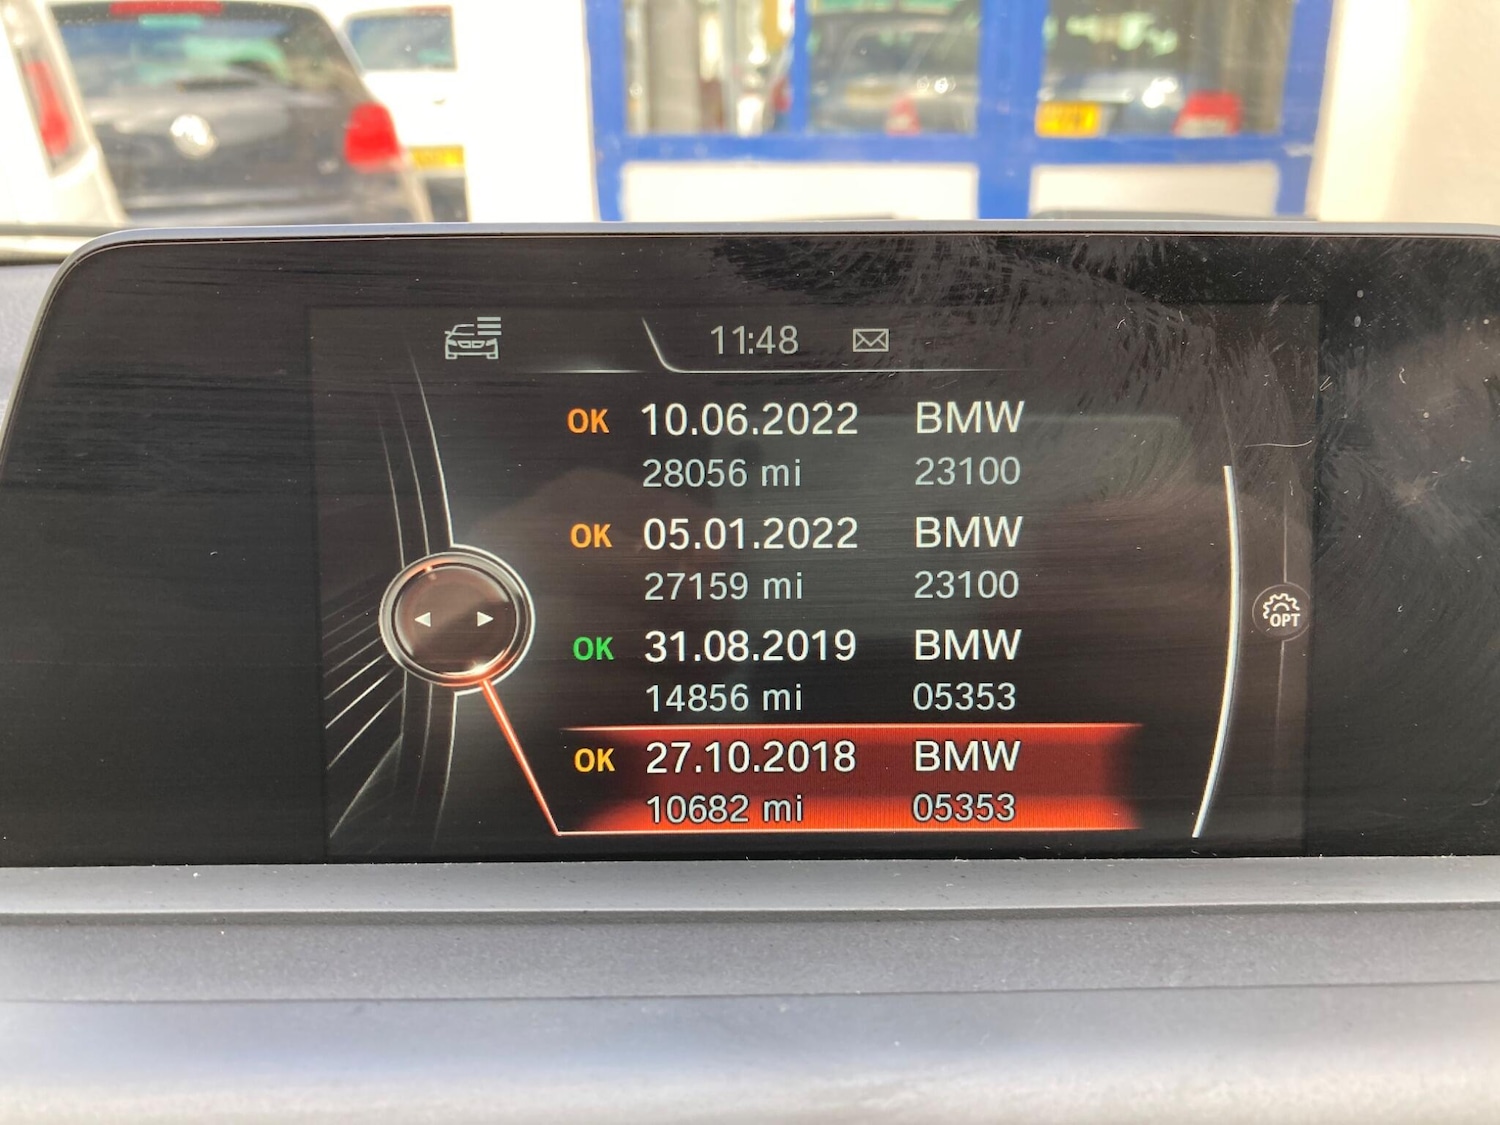 11:48
OK 10.06.2022 BMW
28056 mi 23100
OK 05.01.2022 BMW
27159 mi 23100
OK 31.08.2019 BMW
14856 mi 05353
OK 27.10.2018 BMW
10682 mi 05353
OPT